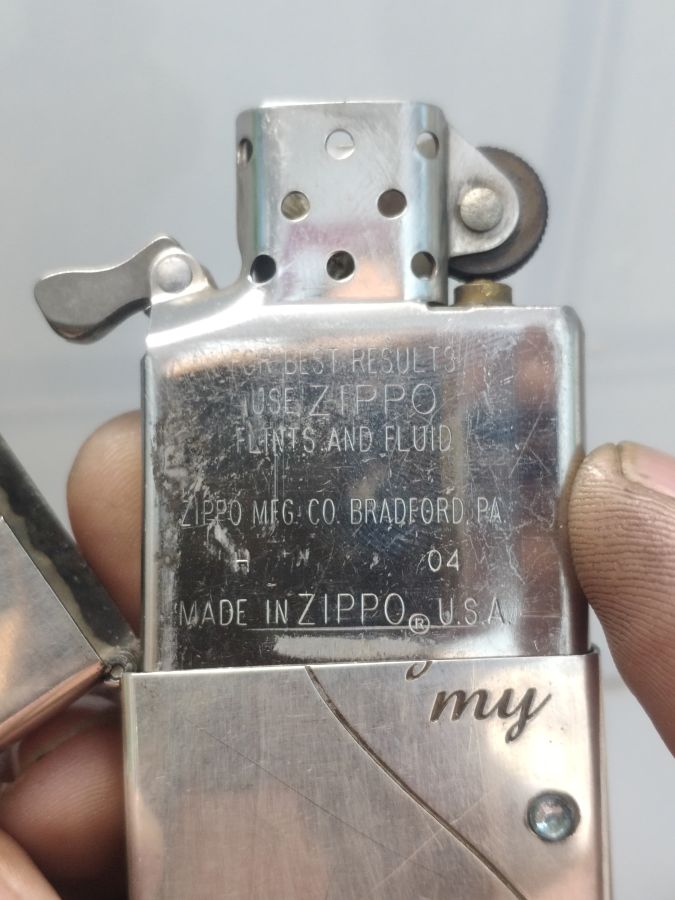 FOR BEST RESULTS
USE ZIPPO
FLINTS AND FLUID
ZIPPO MFG. CO. BRADFORD, PA.
H 04
MADE IN ZIPPO® U.S.A.
my